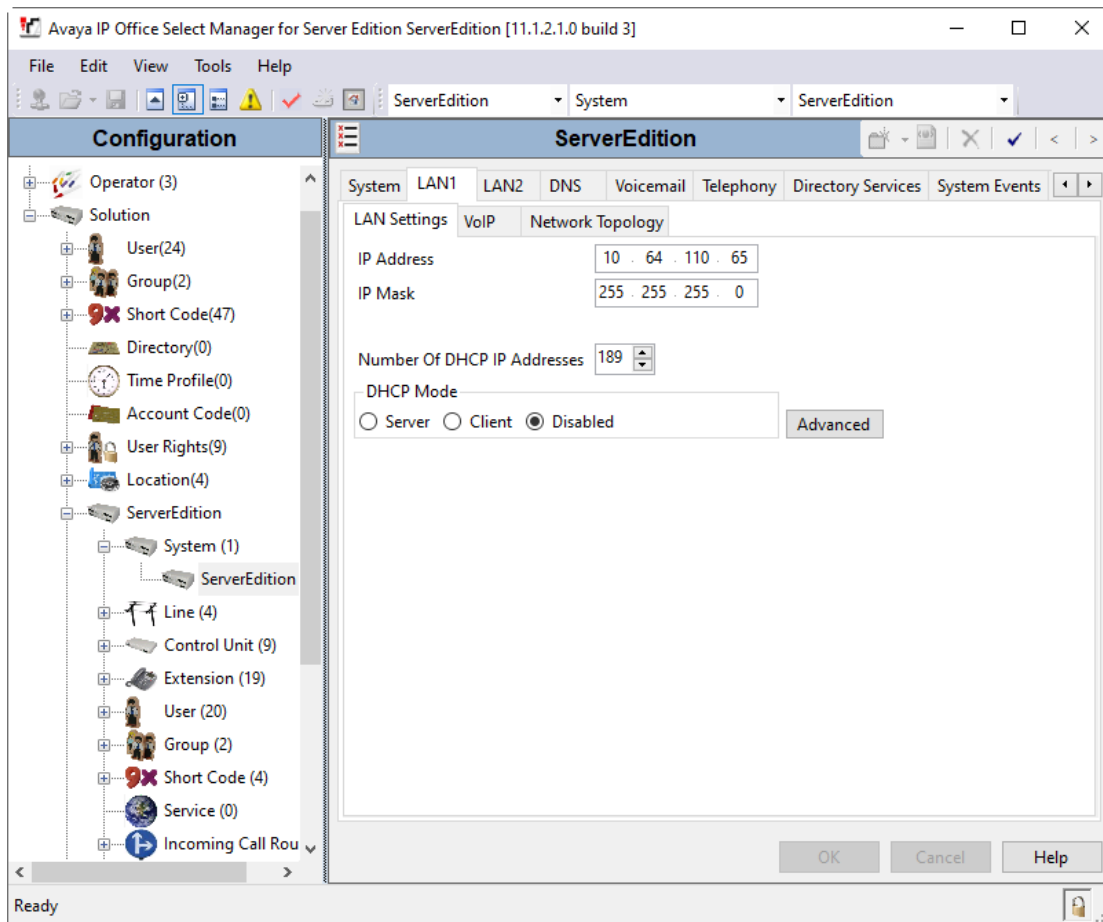 Avaya IP Office Select Manager for Server Edition ServerEdition [11.1.2.1.0 build 3]
File Edit View Tools Help
ServerEdition System ServerEdition
Configuration
Operator (3)
Solution
User(24)
Group(2)
9x Short Code(47)
Directory(0)
Time Profile(0)
Account Code(0)
User Rights(9)
Location(4)
ServerEdition
System (1)
ServerEdition
Line (4)
Control Unit (9)
Extension (19)
User (20)
Group (2)
9x Short Code (4)
Service (0)
Incoming Call Rou
ServerEdition
System LAN1 LAN2 DNS Voicemail Telephony Directory Services System Events
LAN Settings VoIP Network Topology
IP Address 10 . 64 . 110 . 65
IP Mask 255 . 255 . 255 . 0
Number Of DHCP IP Addresses 189
DHCP Mode
Server Client Disabled
Advanced
OK Cancel Help
Ready